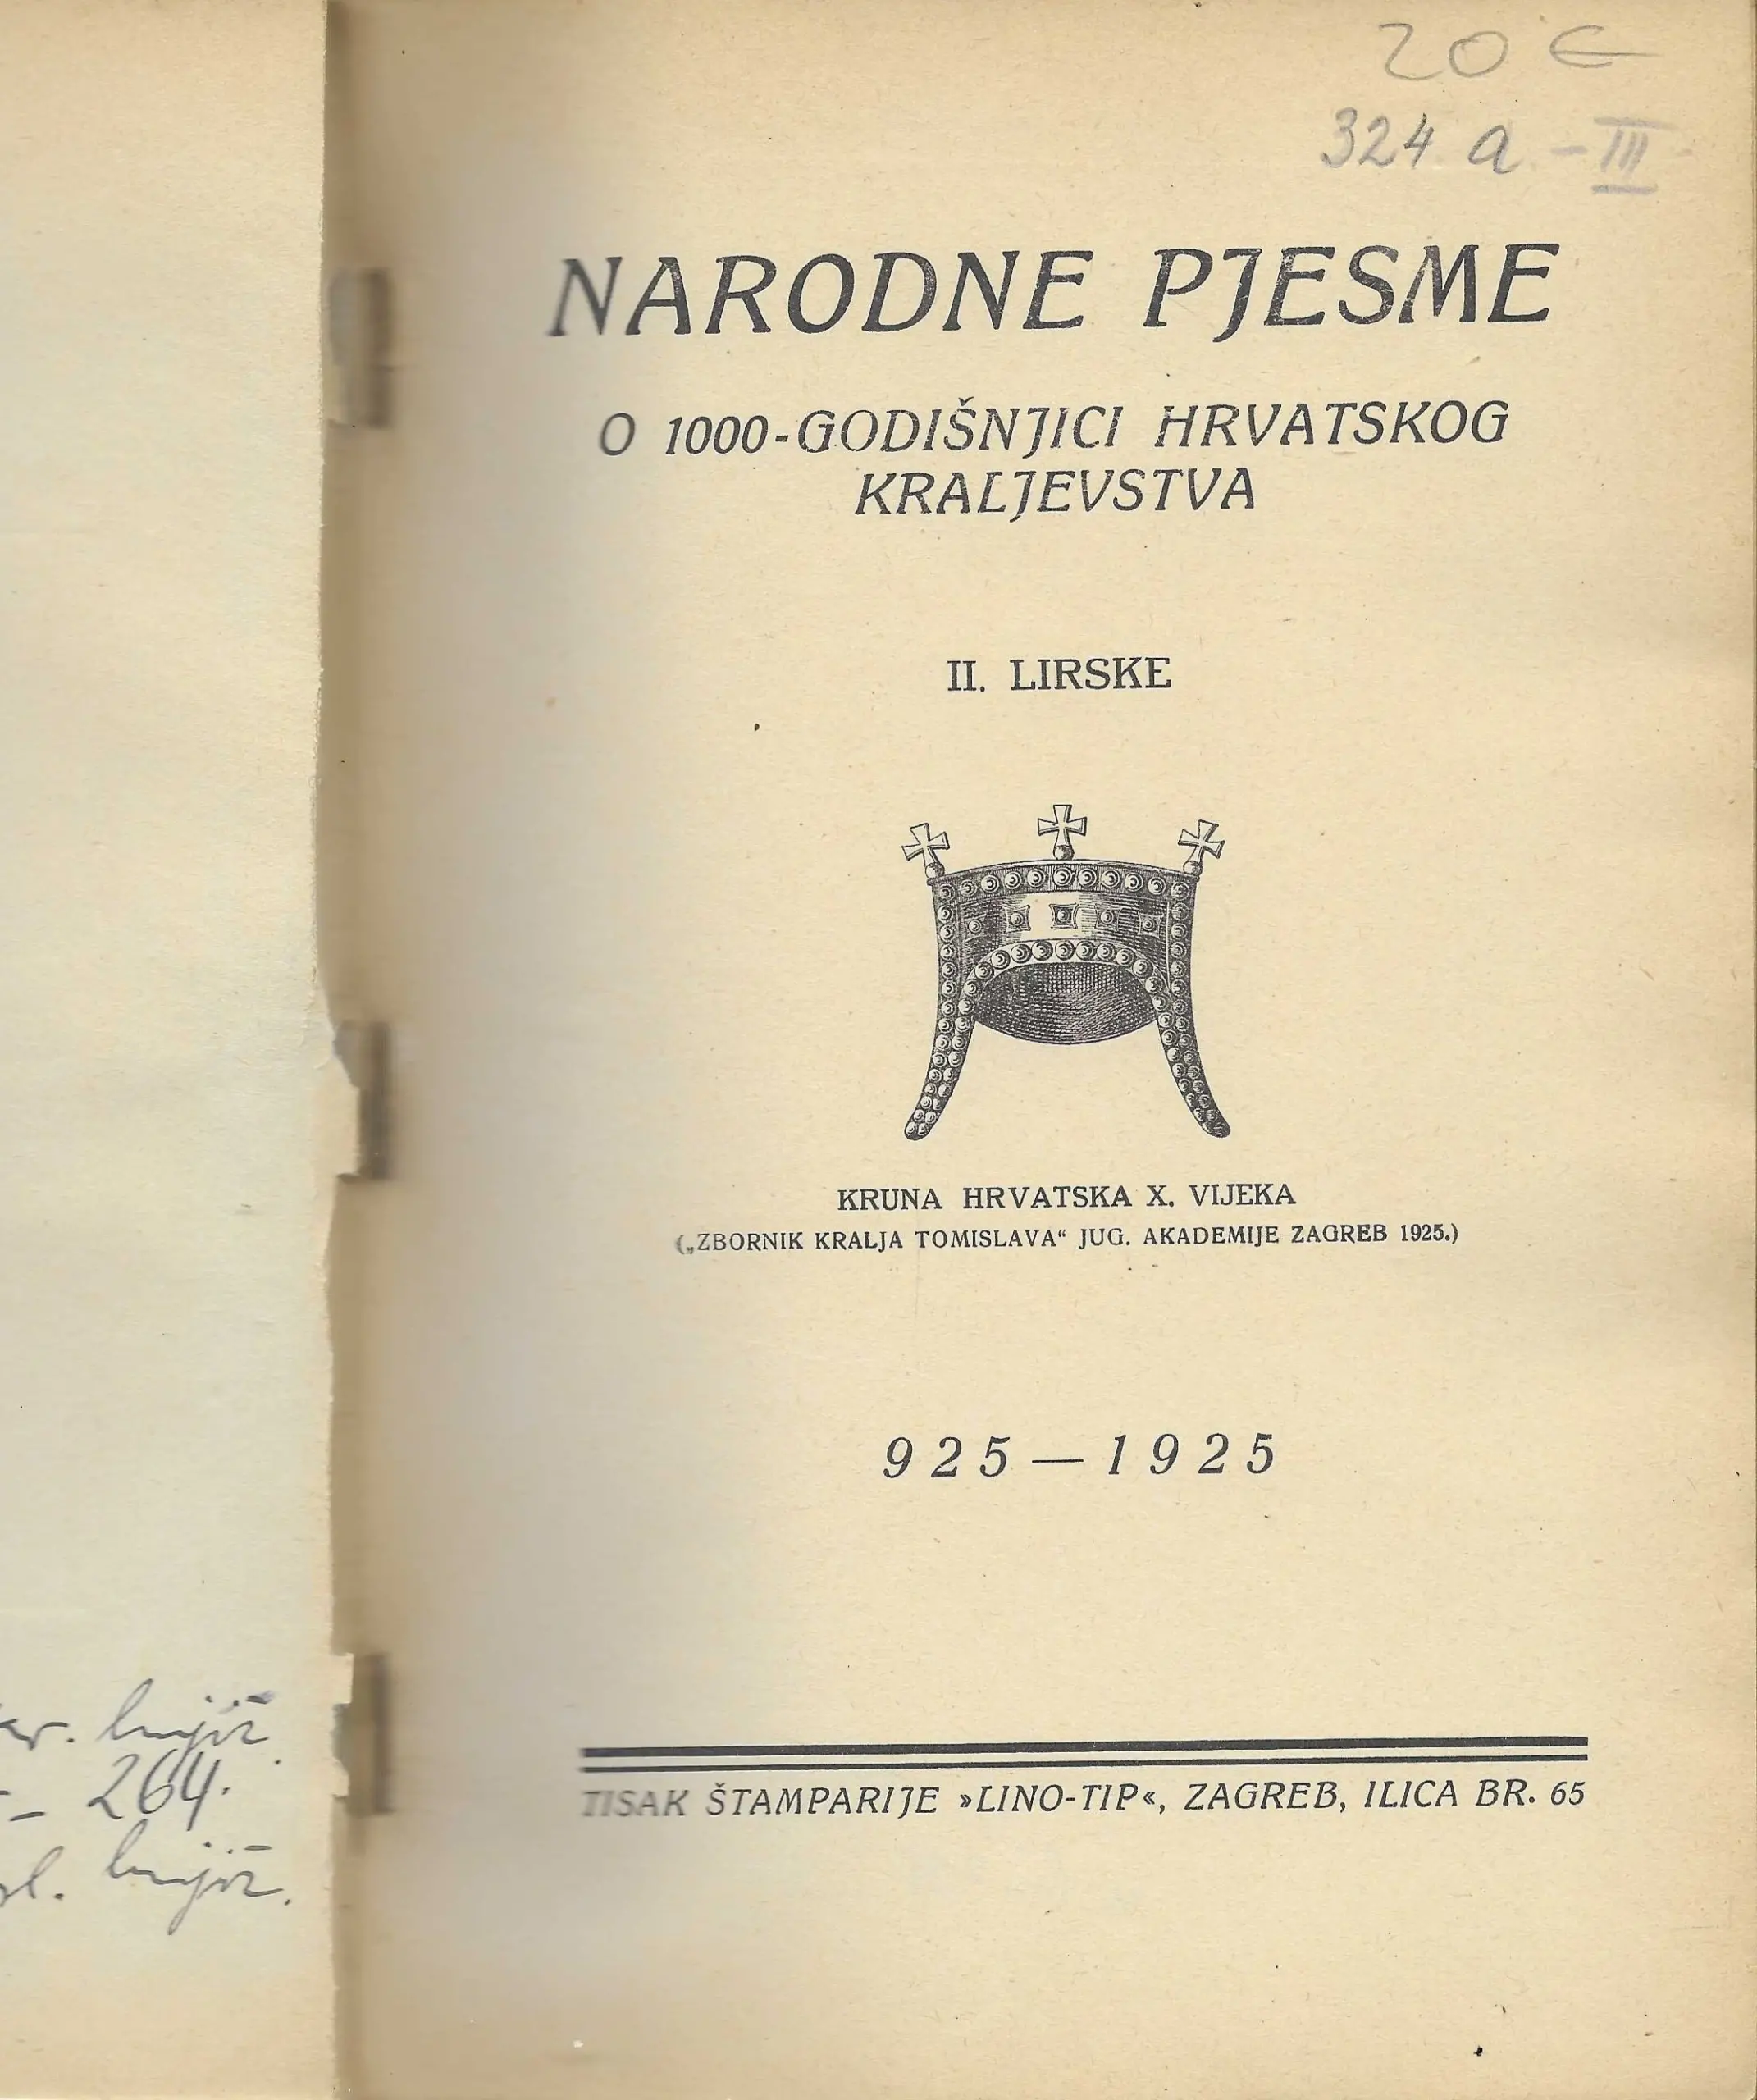 20 €
324 a - III
NARODNE PJESME
O 1000-GODIŠNJICI HRVATSKOG
KRALJEVSTVA
II. LIRSKE
KRUNA HRVATSKA X. VIJEKA
(„ZBORNIK KRALJA TOMISLAVA“ JUG. AKADEMIJE ZAGREB 1925.)
925—1925
TISAK ŠTAMPARIJE »LINO-TIP«, ZAGREB, ILICA BR. 65
264.